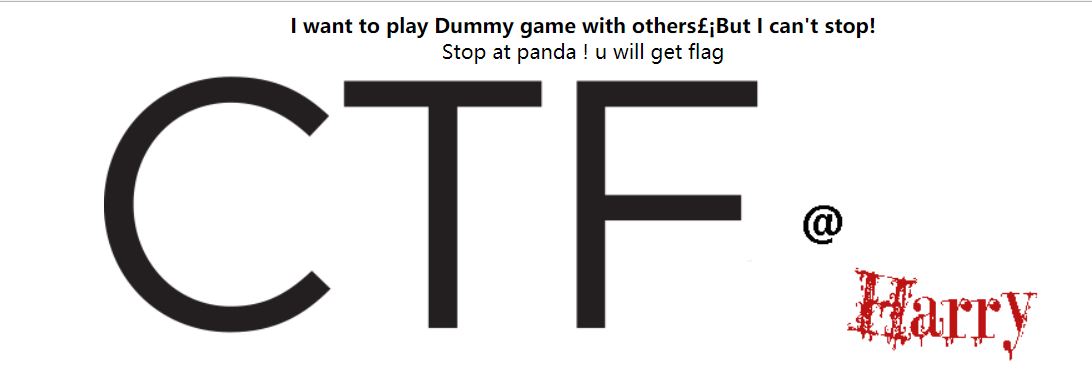 I want to play Dummy game with others£¡But I can't stop!
Stop at panda ! u will get flag
CTF
@
Harry